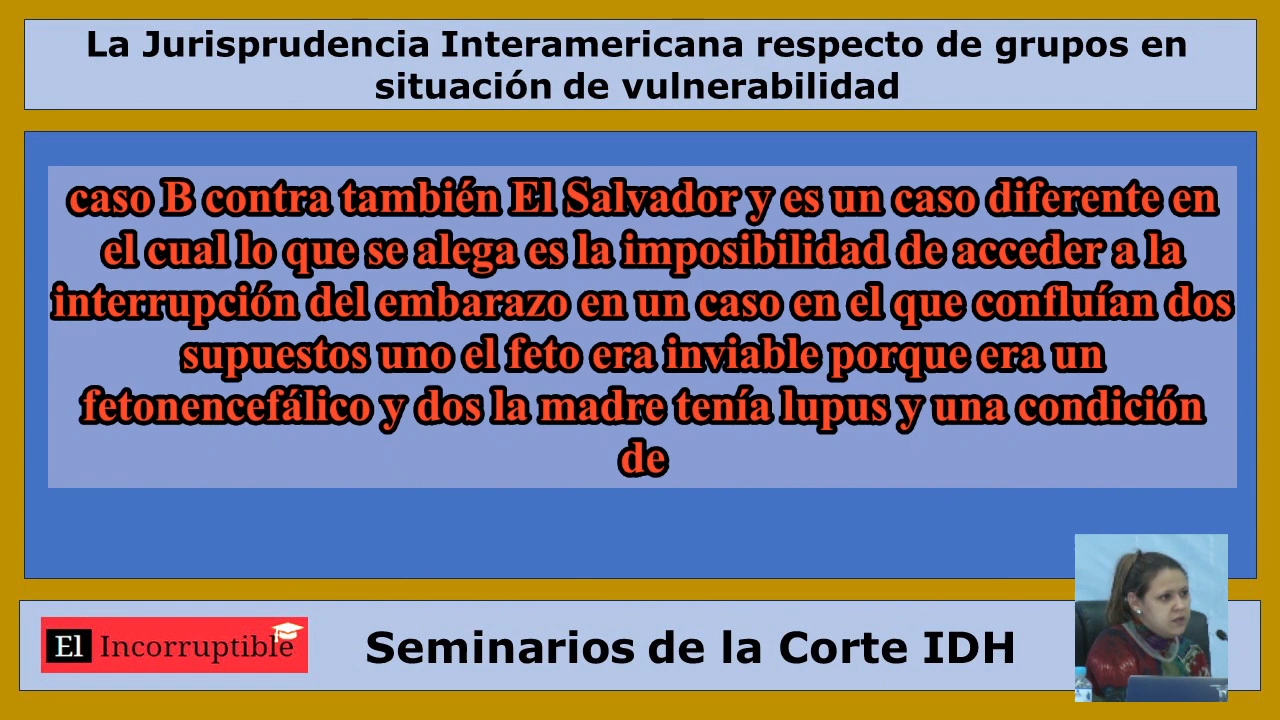 La Jurisprudencia Interamericana respecto de grupos en
situación de vulnerabilidad
caso B contra también El Salvador y es un caso diferente en
el cual lo que se alega es la imposibilidad de acceder a la
interrupción del embarazo en un caso en el que confluían dos
supuestos uno el feto era inviable porque era un
fetonencefálico y dos la madre tenía lupus y una condición
de
El Incorruptible
Seminarios de la Corte IDH